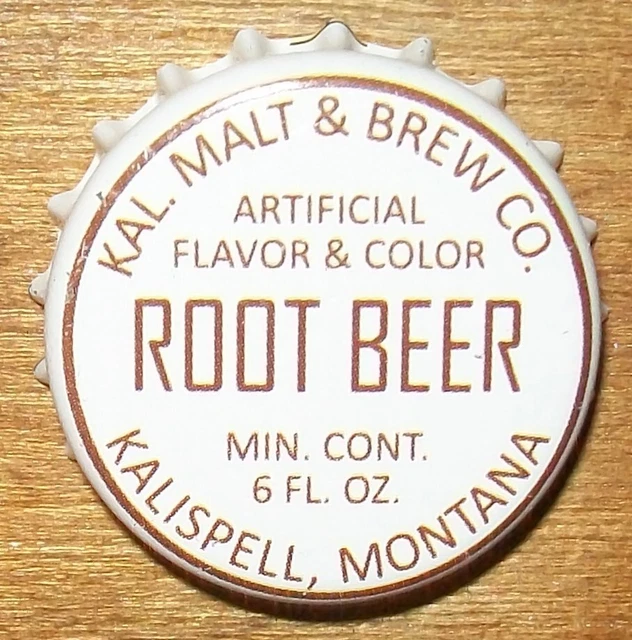 KAL. MALT & BREW CO.
ARTIFICIAL
FLAVOR & COLOR
ROOT BEER
MIN. CONT.
6 FL. OZ.
KALISPELL, MONTANA